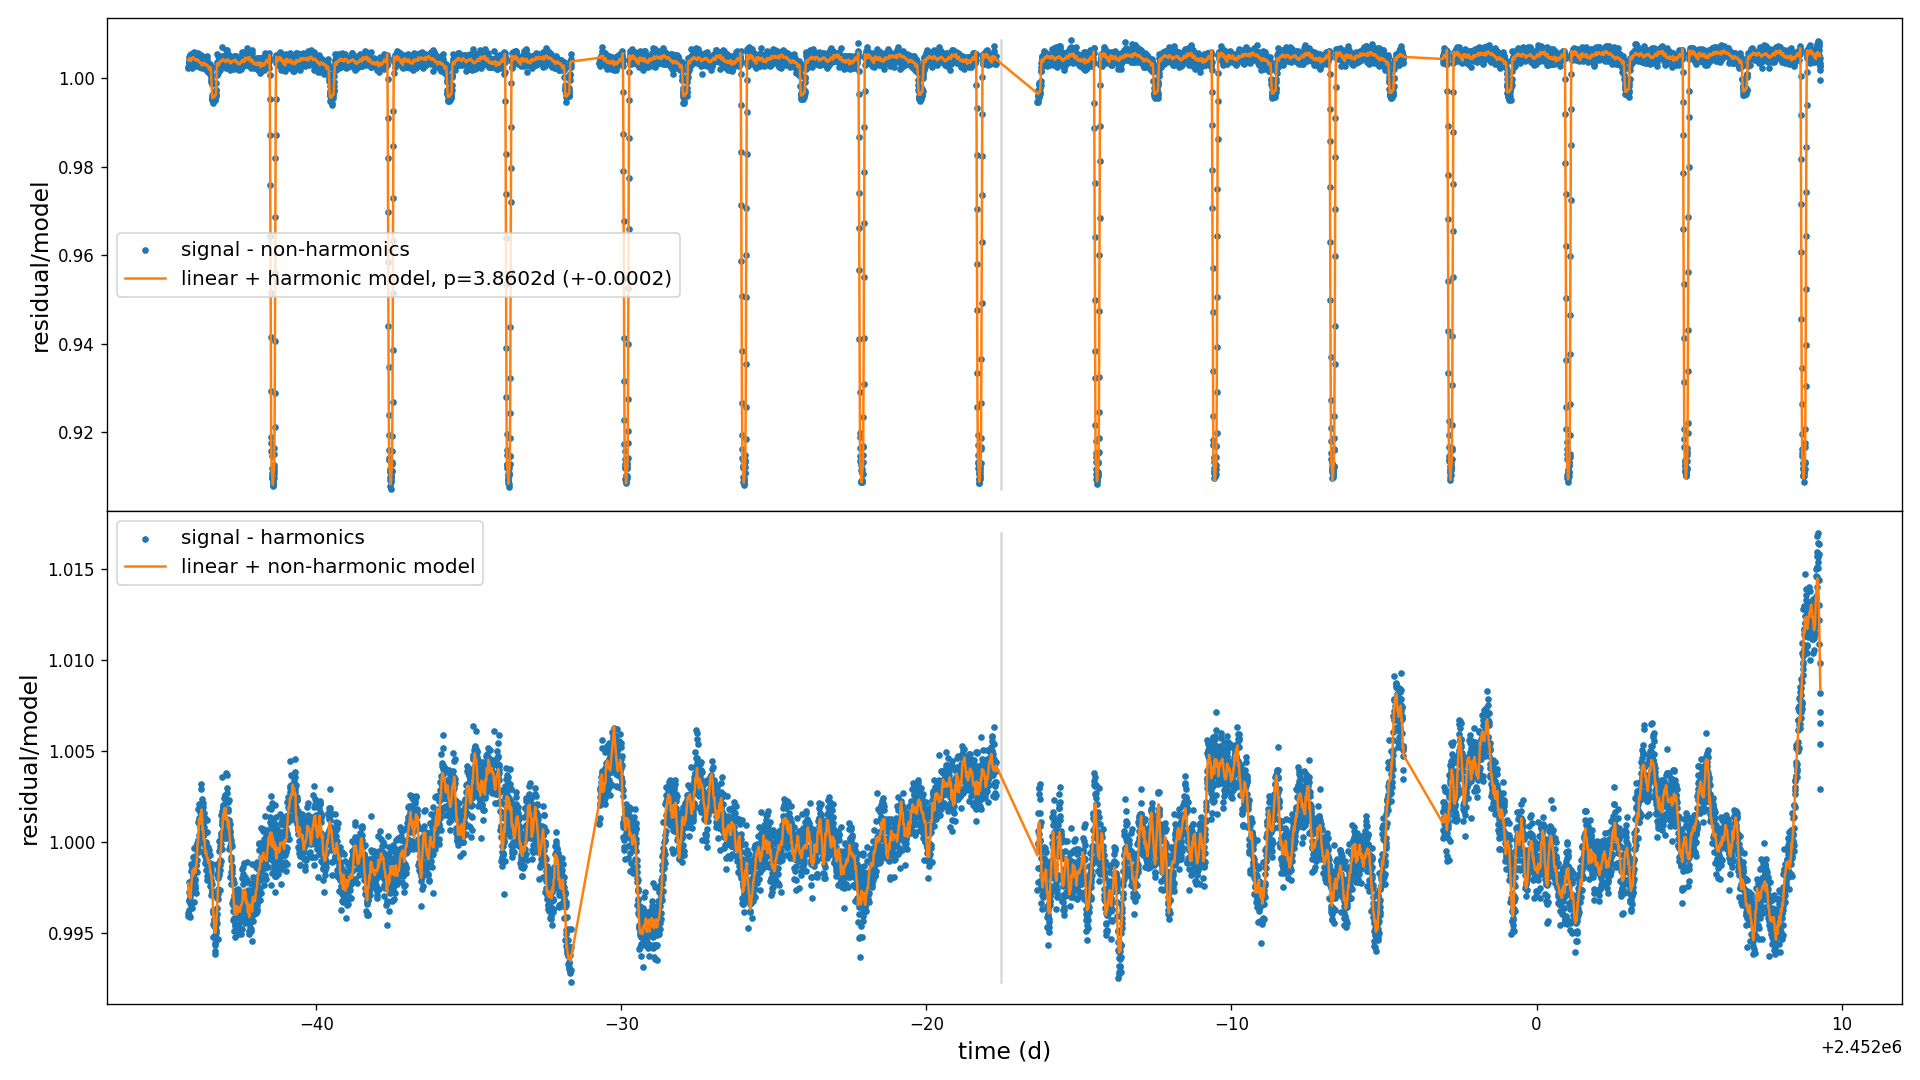 1.00
0.98
0.96
0.94
0.92
residual/model
signal - non-harmonics
linear + harmonic model, p=3.8602d (+-0.0002)
signal - harmonics
linear + non-harmonic model
1.015
1.010
1.005
1.000
0.995
residual/model
−40 −30 −20 −10 0 10
time (d)
+2.452e6